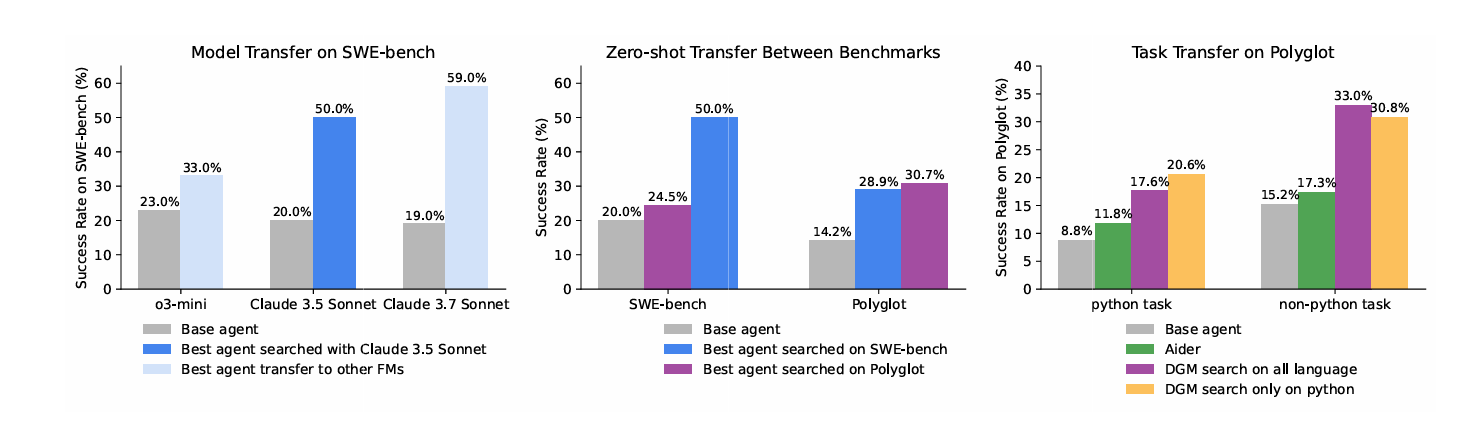 Model Transfer on SWE-bench
Success Rate on SWE-bench (%)
60
50
40
30
20
10
0
23.0%
33.0%
20.0%
50.0%
19.0%
59.0%
o3-mini
Claude 3.5 Sonnet
Claude 3.7 Sonnet
Base agent
Best agent searched with Claude 3.5 Sonnet
Best agent transfer to other FMs
Zero-shot Transfer Between Benchmarks
Success Rate (%)
60
50
40
30
20
10
0
20.0%
24.5%
50.0%
14.2%
28.9%
30.7%
SWE-bench
Polyglot
Base agent
Best agent searched on SWE-bench
Best agent searched on Polyglot
Task Transfer on Polyglot
Success Rate on Polyglot (%)
40
35
30
25
20
15
10
5
0
8.8%
11.8%
17.6%
20.6%
15.2%
17.3%
33.0%
30.8%
python task
non-python task
Base agent
Aider
DGM search on all language
DGM search only on python